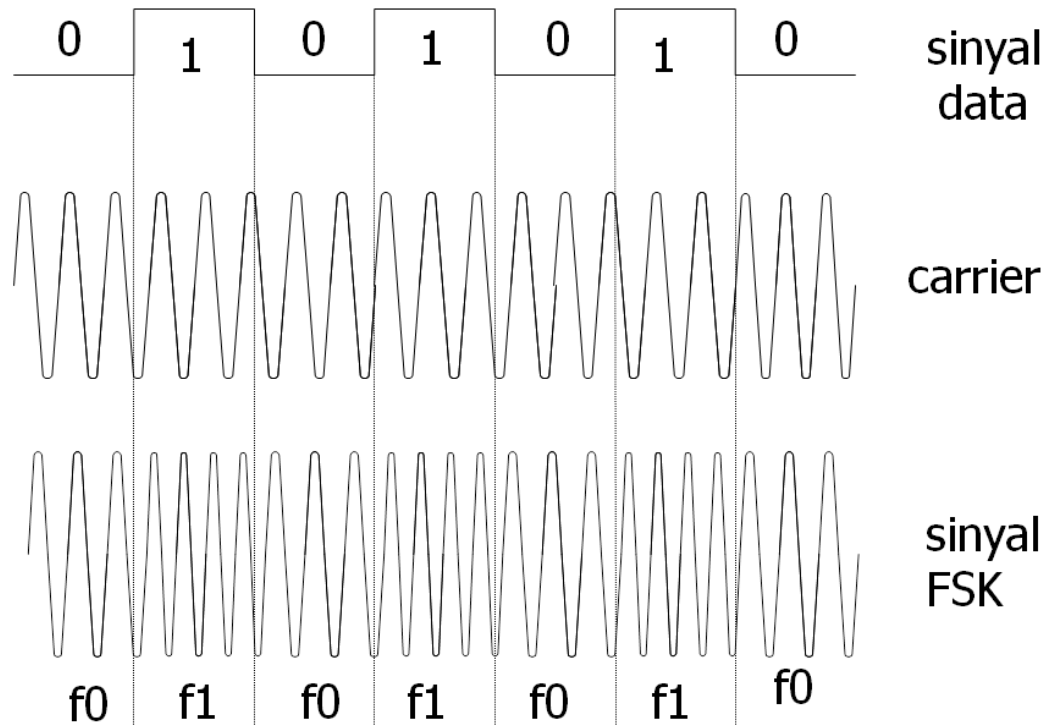 0 1 0 1 0 1 0
sinyal
data
carrier
sinyal
FSK
f0 f1 f0 f1 f0 f1 f0